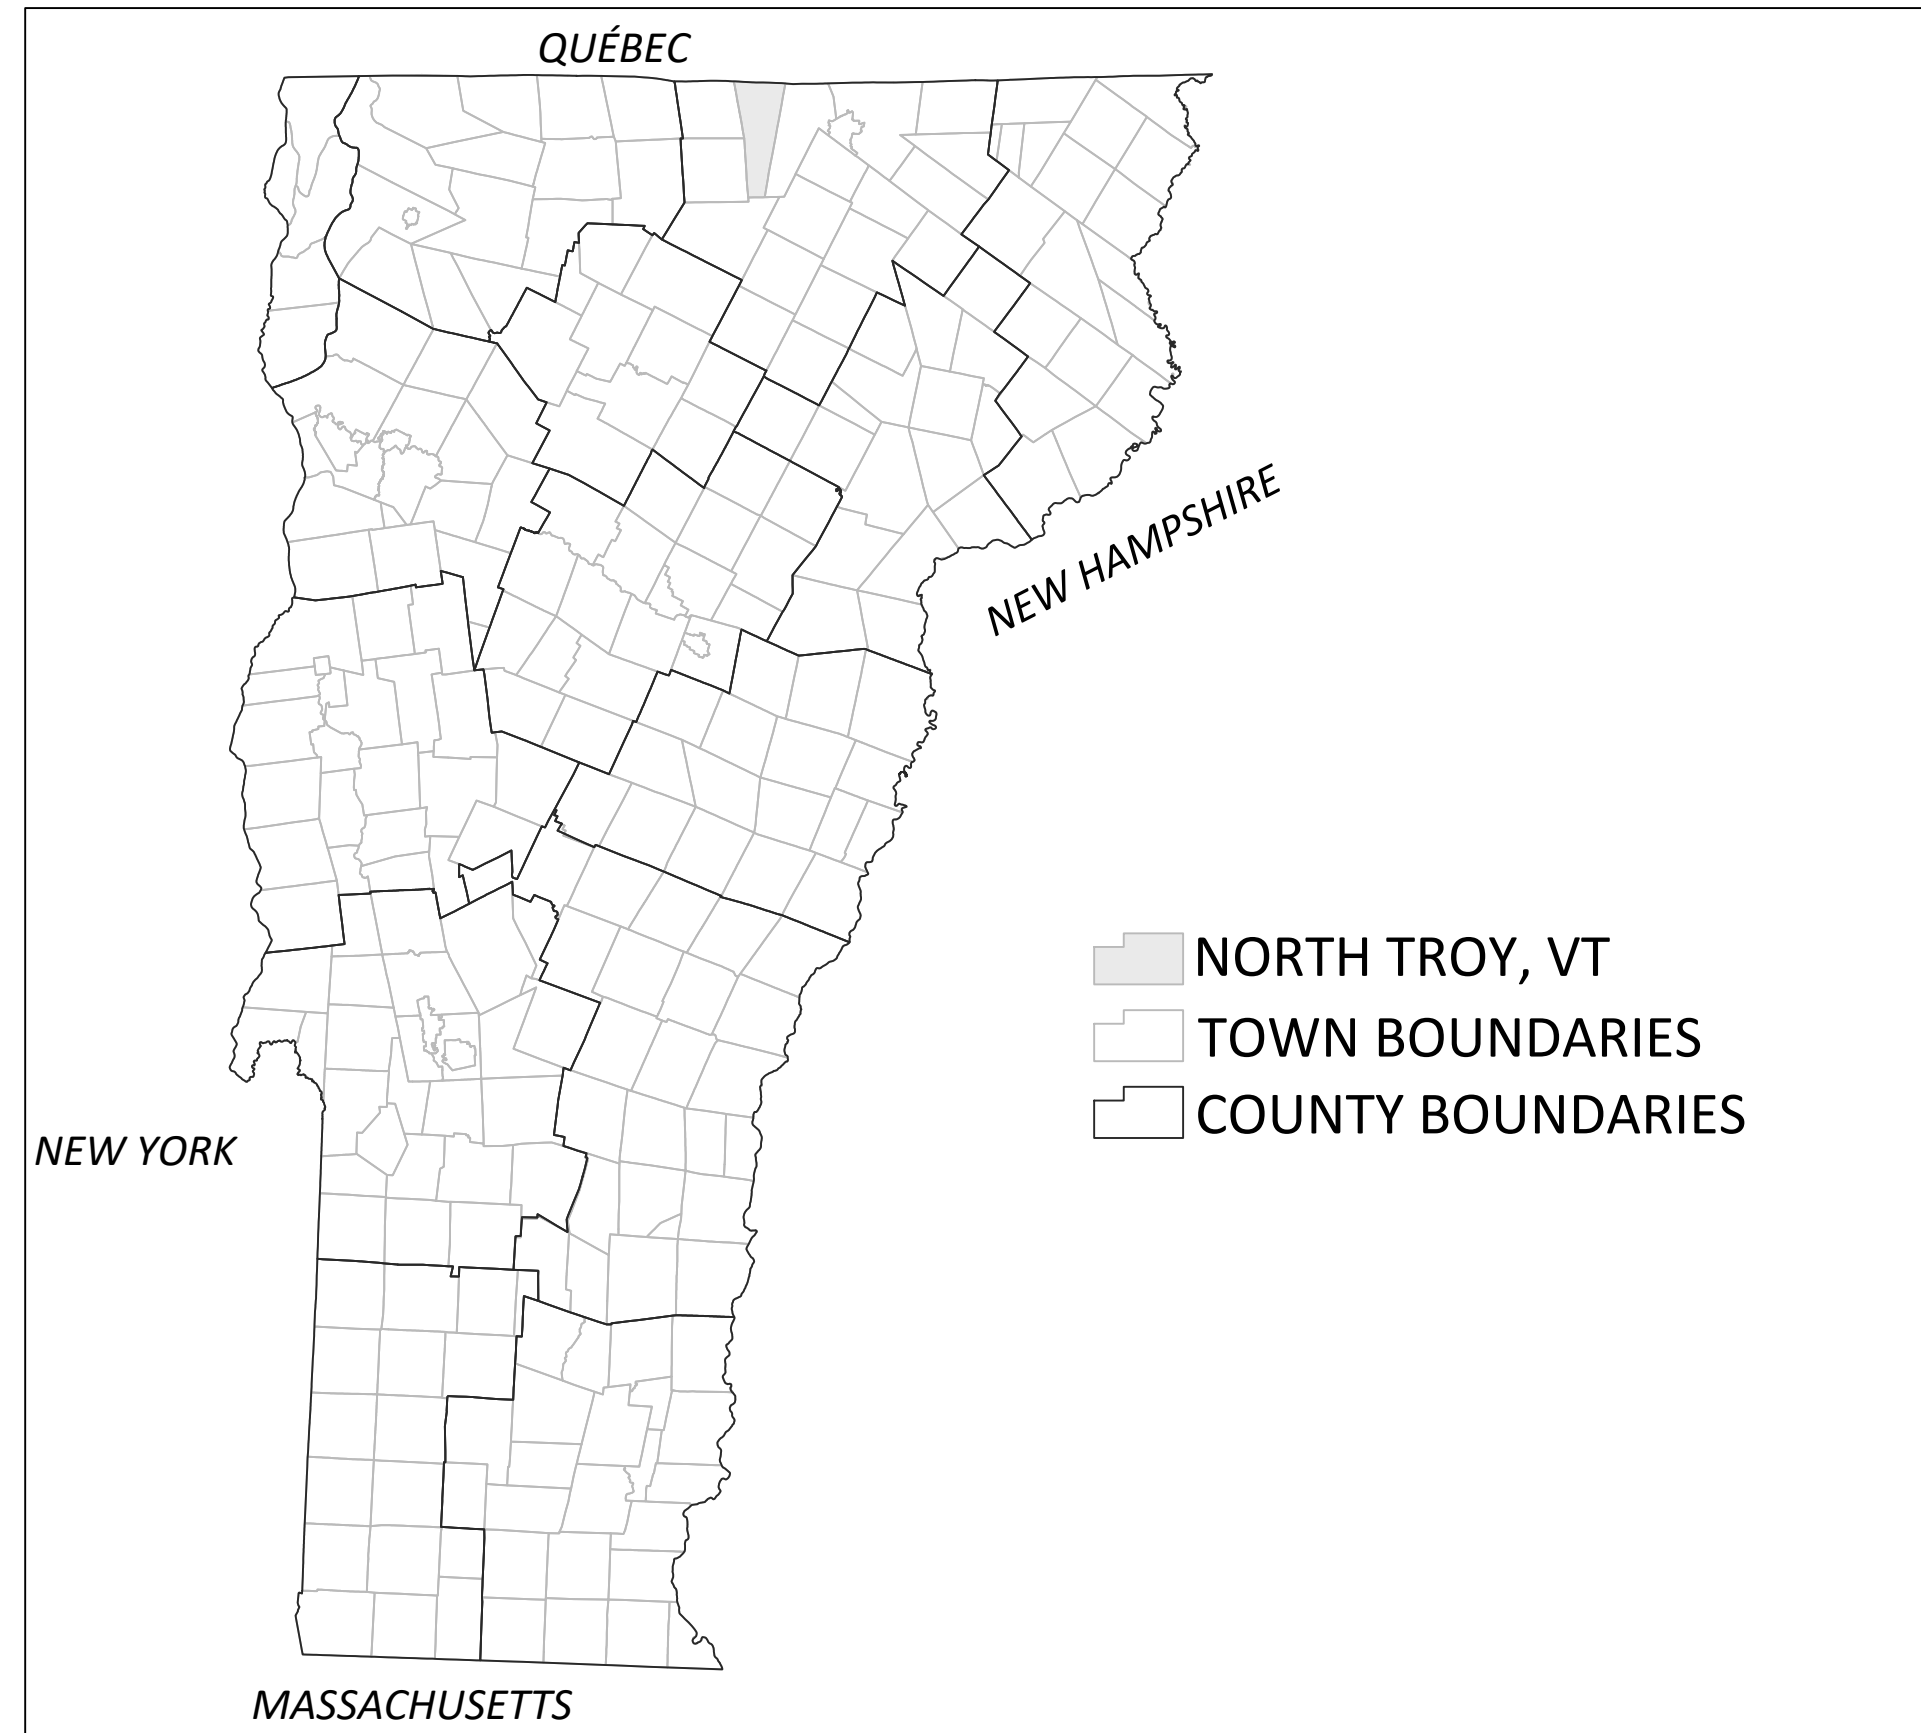 QUÉBEC
NEW HAMPSHIRE
NORTH TROY, VT
TOWN BOUNDARIES
COUNTY BOUNDARIES
NEW YORK
MASSACHUSETTS